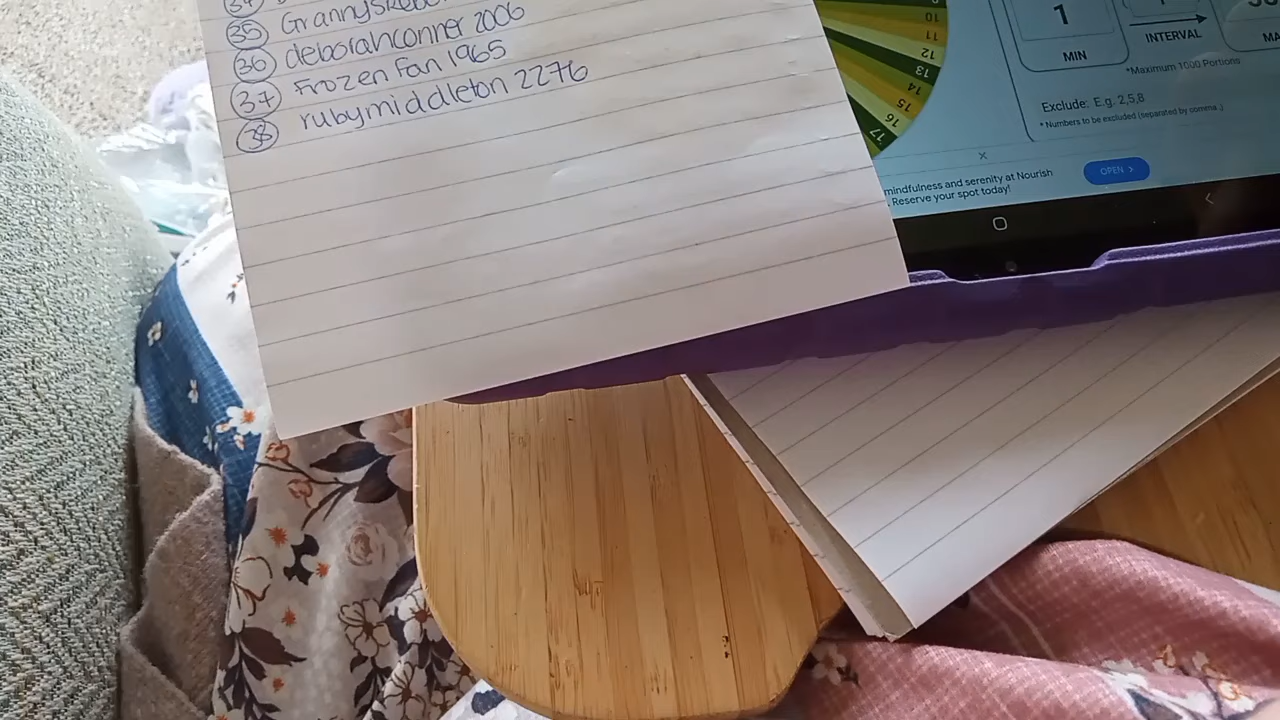 35 Granny
36 deborahconner 2006
37 Frozen Fan 1965
38 rubymiddleton 2276
10
11
12
13
14
15
16
17
1
MIN
INTERVAL
MA
*Maximum 1000 Portions
Exclude: E.g. 2,5,8
* Numbers to be excluded (separated by comma ,)
mindfulness and serenity at Nourish
. Reserve your spot today!
OPEN >